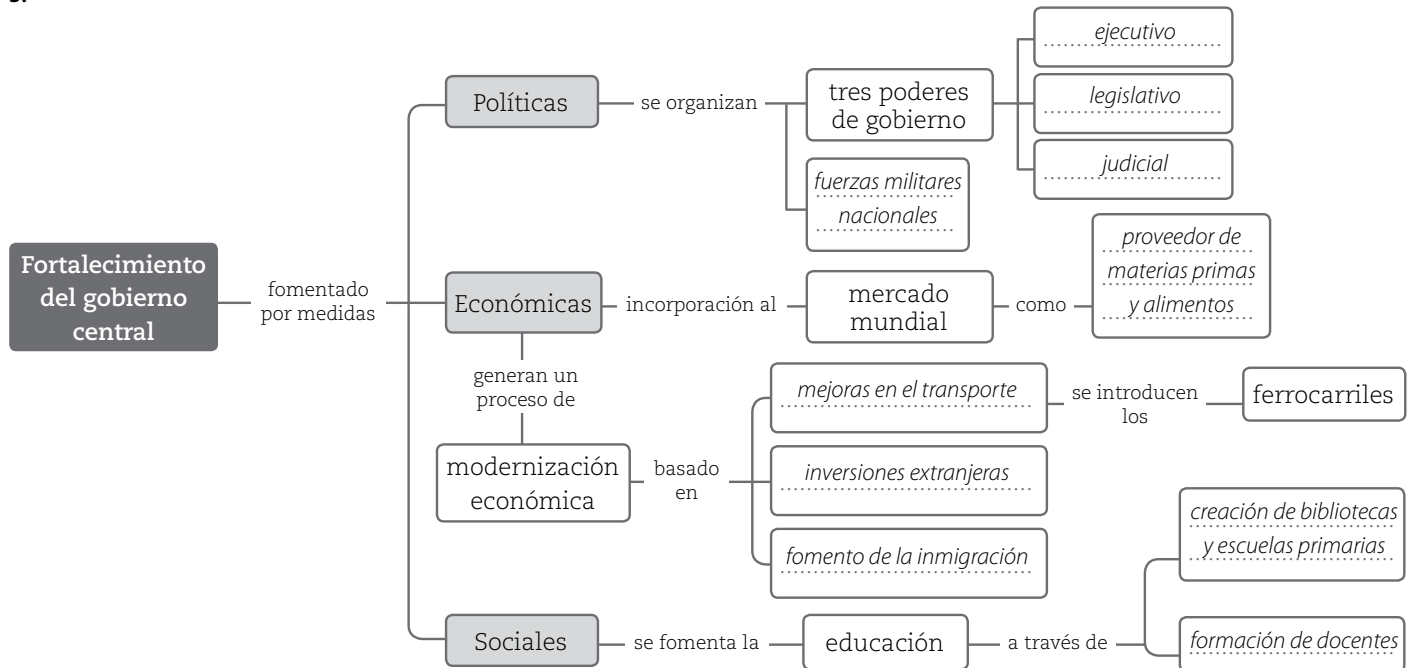 Fortalecimiento
del gobierno
central
fomentado
por medidas
Políticas
se organizan
tres poderes
de gobierno
ejecutivo
legislativo
judicial
fuerzas militares
nacionales
Económicas
incorporación al
mercado
mundial
como
proveedor de
materias primas
y alimentos
generan un
proceso de
modernización
económica
basado
en
mejoras en el transporte
se introducen
los
ferrocarriles
inversiones extranjeras
fomento de la inmigración
Sociales
se fomenta la
educación
a través de
creación de bibliotecas
y escuelas primarias
formación de docentes